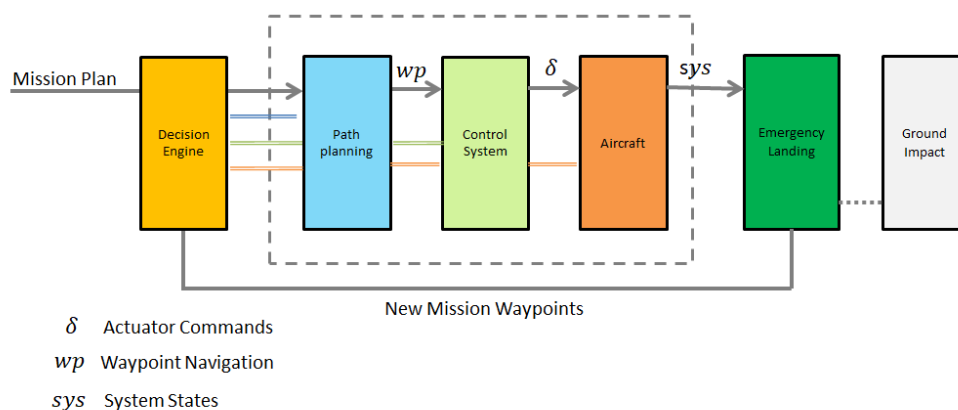 Mission Plan
wp
δ
sys
Decision
Engine
Path
planning
Control
System
Aircraft
Emergency
Landing
Ground
Impact
New Mission Waypoints
δ Actuator Commands
wp Waypoint Navigation
sys System States